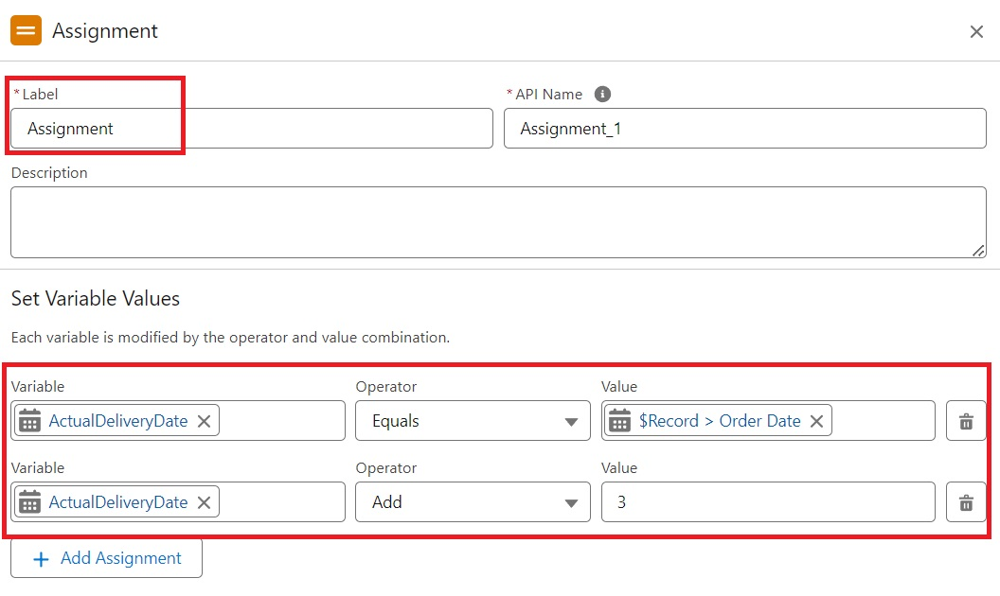 Assignment
* Label
* API Name
Assignment
Assignment_1
Description
Set Variable Values
Each variable is modified by the operator and value combination.
Variable Operator Value
ActualDeliveryDate Equals $Record > Order Date
Variable Operator Value
ActualDeliveryDate Add 3
+ Add Assignment